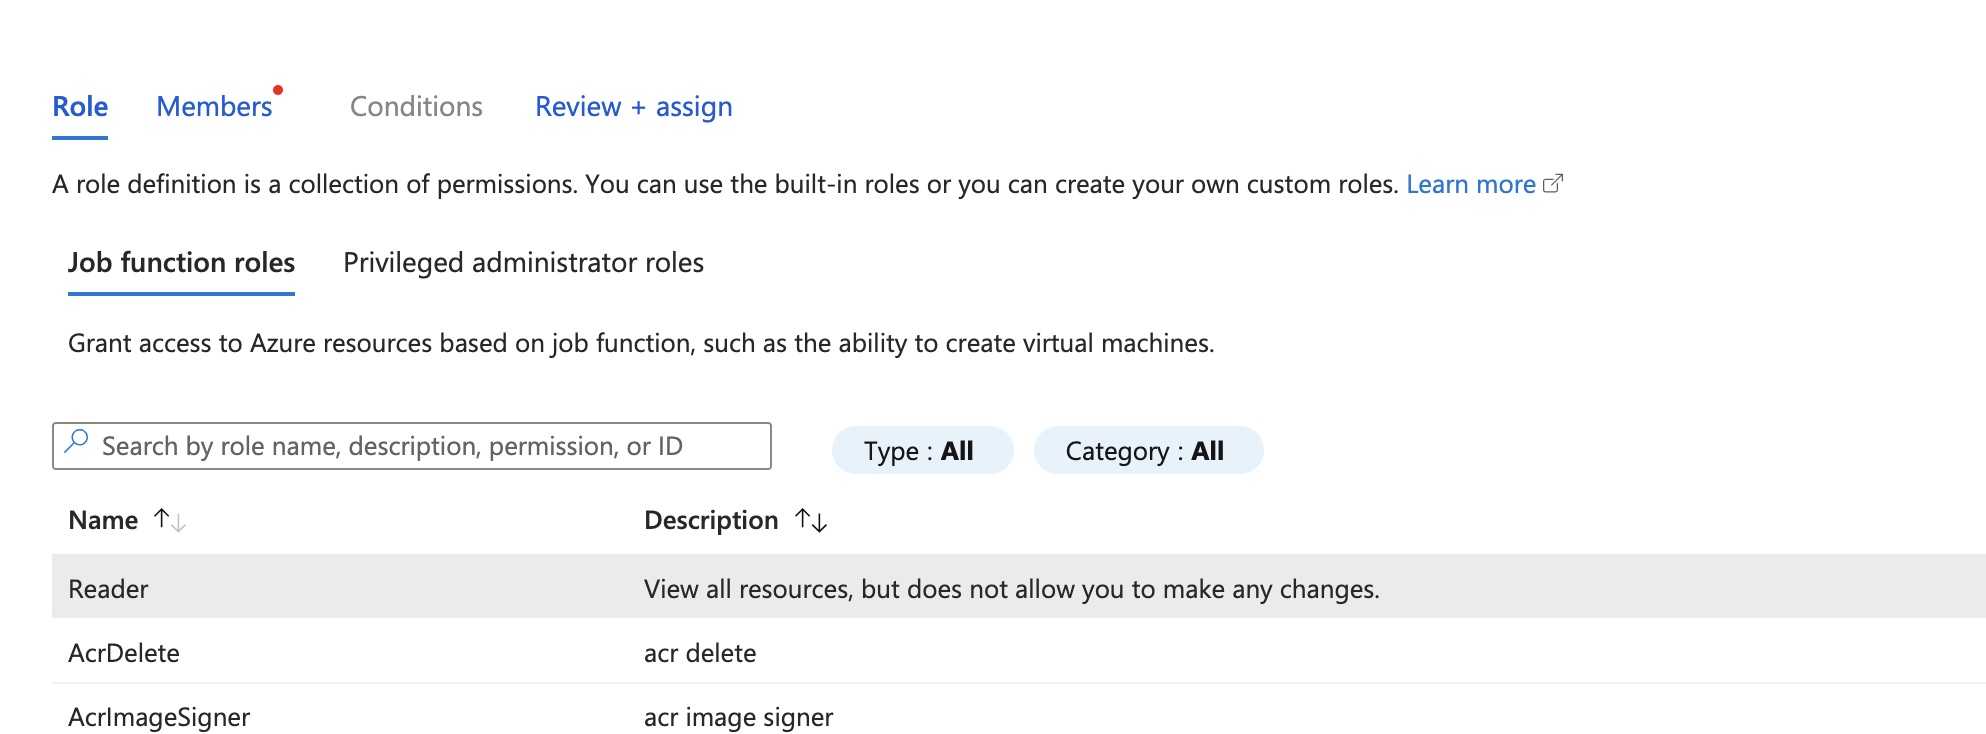 Role Members Conditions Review + assign
A role definition is a collection of permissions. You can use the built-in roles or you can create your own custom roles. Learn more
Job function roles Privileged administrator roles
Grant access to Azure resources based on job function, such as the ability to create virtual machines.
Search by role name, description, permission, or ID Type : All Category : All
Name Description
Reader View all resources, but does not allow you to make any changes.
AcrDelete acr delete
AcrImageSigner acr image signer